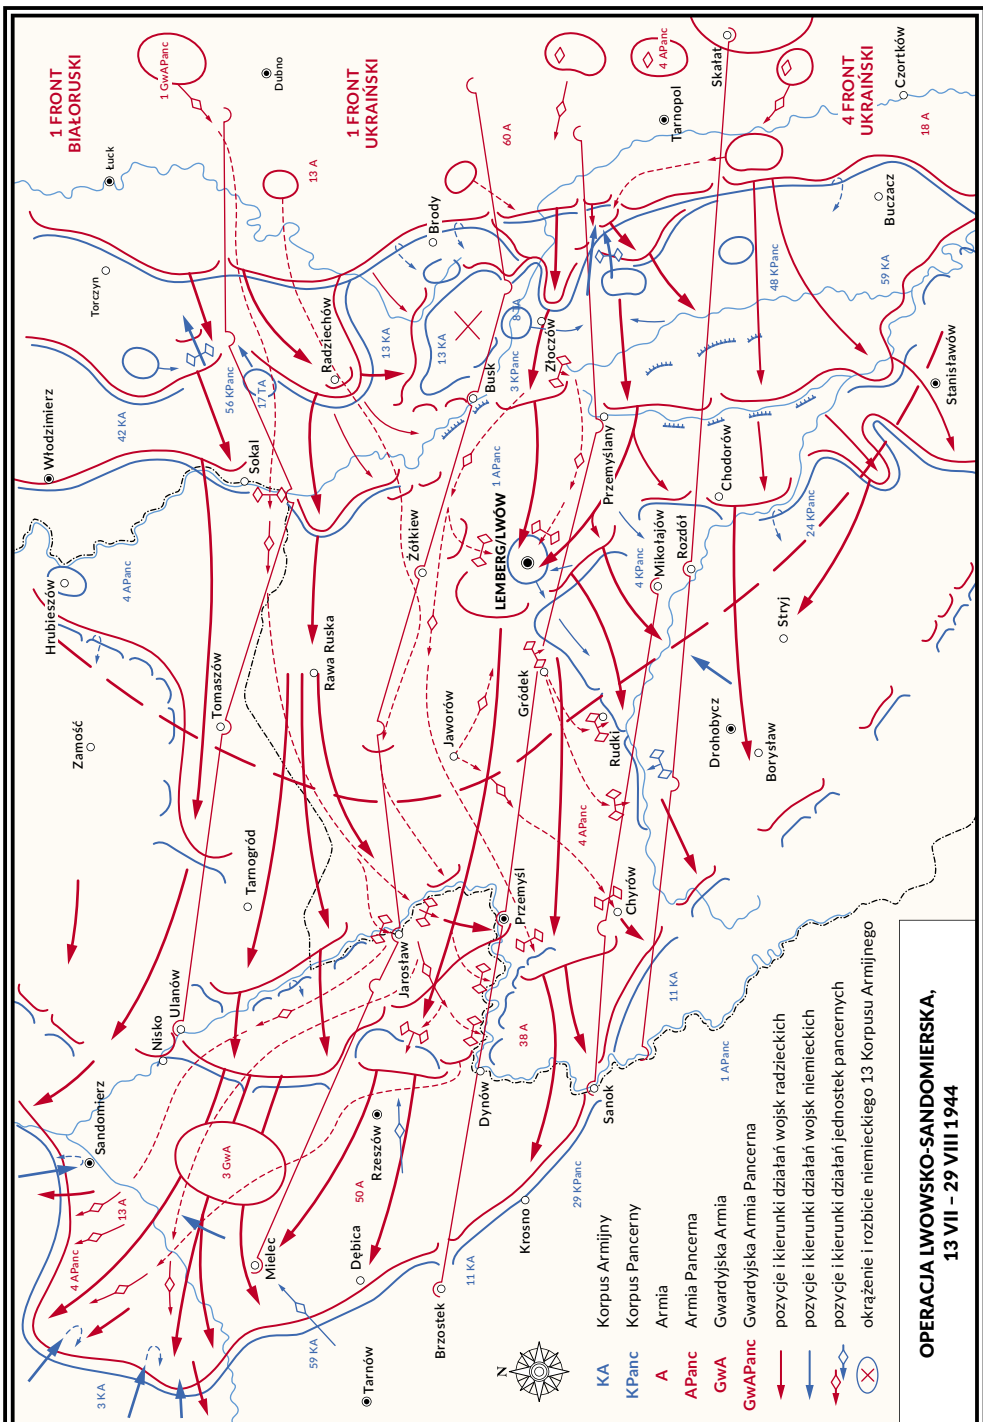 1 FRONT
BIAŁORUSKI
1 GwAPanc
Dubno
1 FRONT
UKRAIŃSKI
4 APanc
Skałat
4 FRONT
UKRAIŃSKI
Czortków
18 A
Tarnopol
60 A
13 A
Łuck
Buczacz
Brody
Torczyn
48 KPanc
59 KA
Radziechów
13 KA
13 KA
Złoczów
3 KPanc
Busk
Stanisławów
56 KPanc
17 TA
42 KA
Włodzimierz
Sokal
1 APanc
Przemyślany
Chodorów
24 KPanc
Żółkiew
LEMBERG/LWÓW
4 KPanc
Mikołajów
Rozdół
Hrubieszów
4 APanc
Stryj
Rawa Ruska
Tomaszów
Zamość
Jaworów
Gródek
Rudki
Drohobycz
Borysław
4 APanc
Tarnogród
Przemyśl
Chyrów
Jarosław
Ulanów
Nisko
38 A
11 KA
1 APanc
Sandomierz
Dynów
Sanok
Rzeszów
3 GwA
13 A
50 A
29 KPanc
Krosno
4 APanc
Mielec
Dębica
11 KA
Brzostek
59 KA
3 KA
Tarnów
N
KA Korpus Armijny
KPanc Korpus Pancerny
A Armia
APanc Armia Pancerna
GwA Gwardyjska Armia
GwAPanc Gwardyjska Armia Pancerna
pozycje i kierunki działań wojsk radzieckich
pozycje i kierunki działań wojsk niemieckich
pozycje i kierunki działań jednostek pancernych
okrążenie i rozbicie niemieckiego 13 Korpusu Armijnego
OPERACJA LWOWSKO-SANDOMIERSKA,
13 VII – 29 VIII 1944